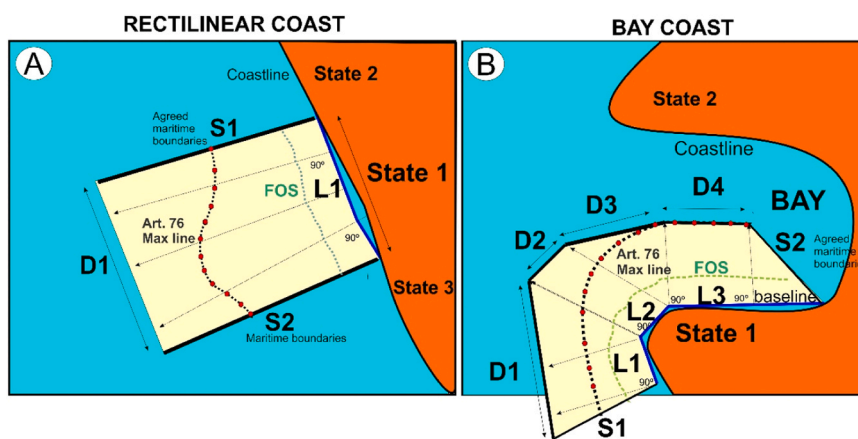 RECTILINEAR COAST
A
Coastline
State 2
Agreed
maritime
boundaries
S1
90º
L1
State 1
FOS
Art. 76
Max line
90º
D1
State 3
S2
Maritime boundaries
BAY COAST
B
State 2
Coastline
D4
BAY
D3
S2
D2
Agreed
maritime
boundaries
Art. 76
Max line
FOS
L3
90º
90º
baseline
L2
90º
State 1
D1
L1
90º
S1